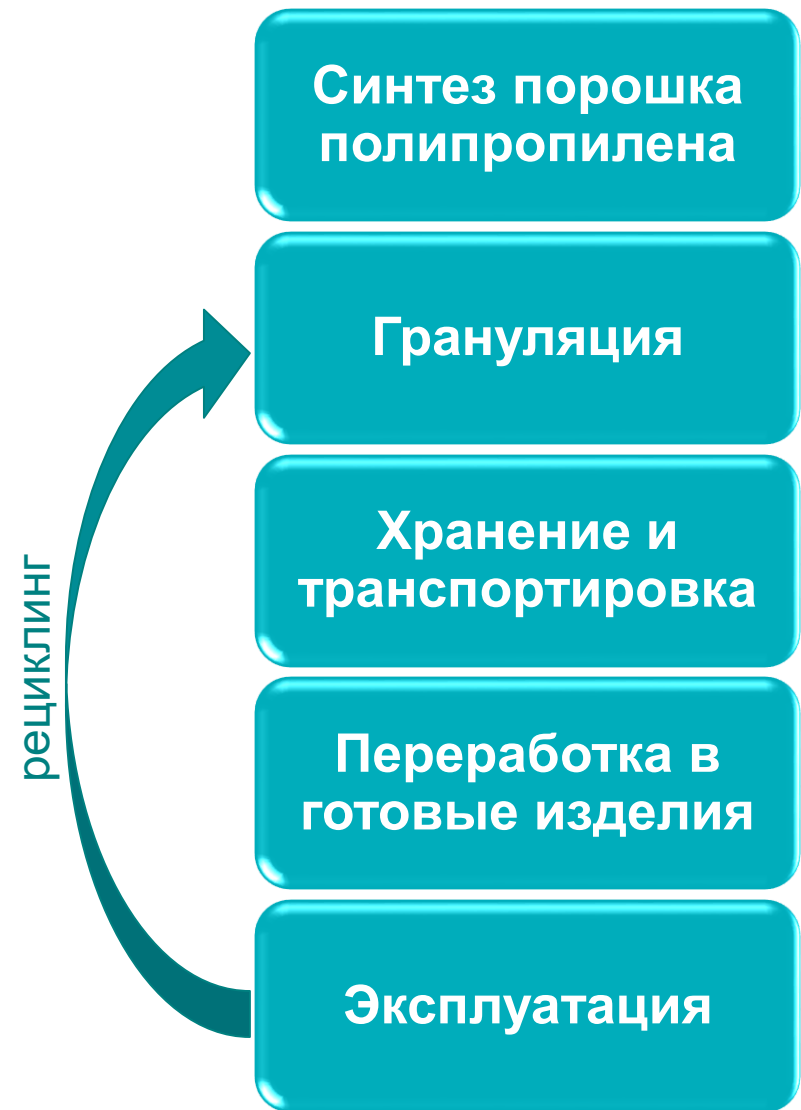 Синтез порошка
полипропилена
Грануляция
Хранение и
транспортировка
Переработка в
готовые изделия
Эксплуатация
рециклинг